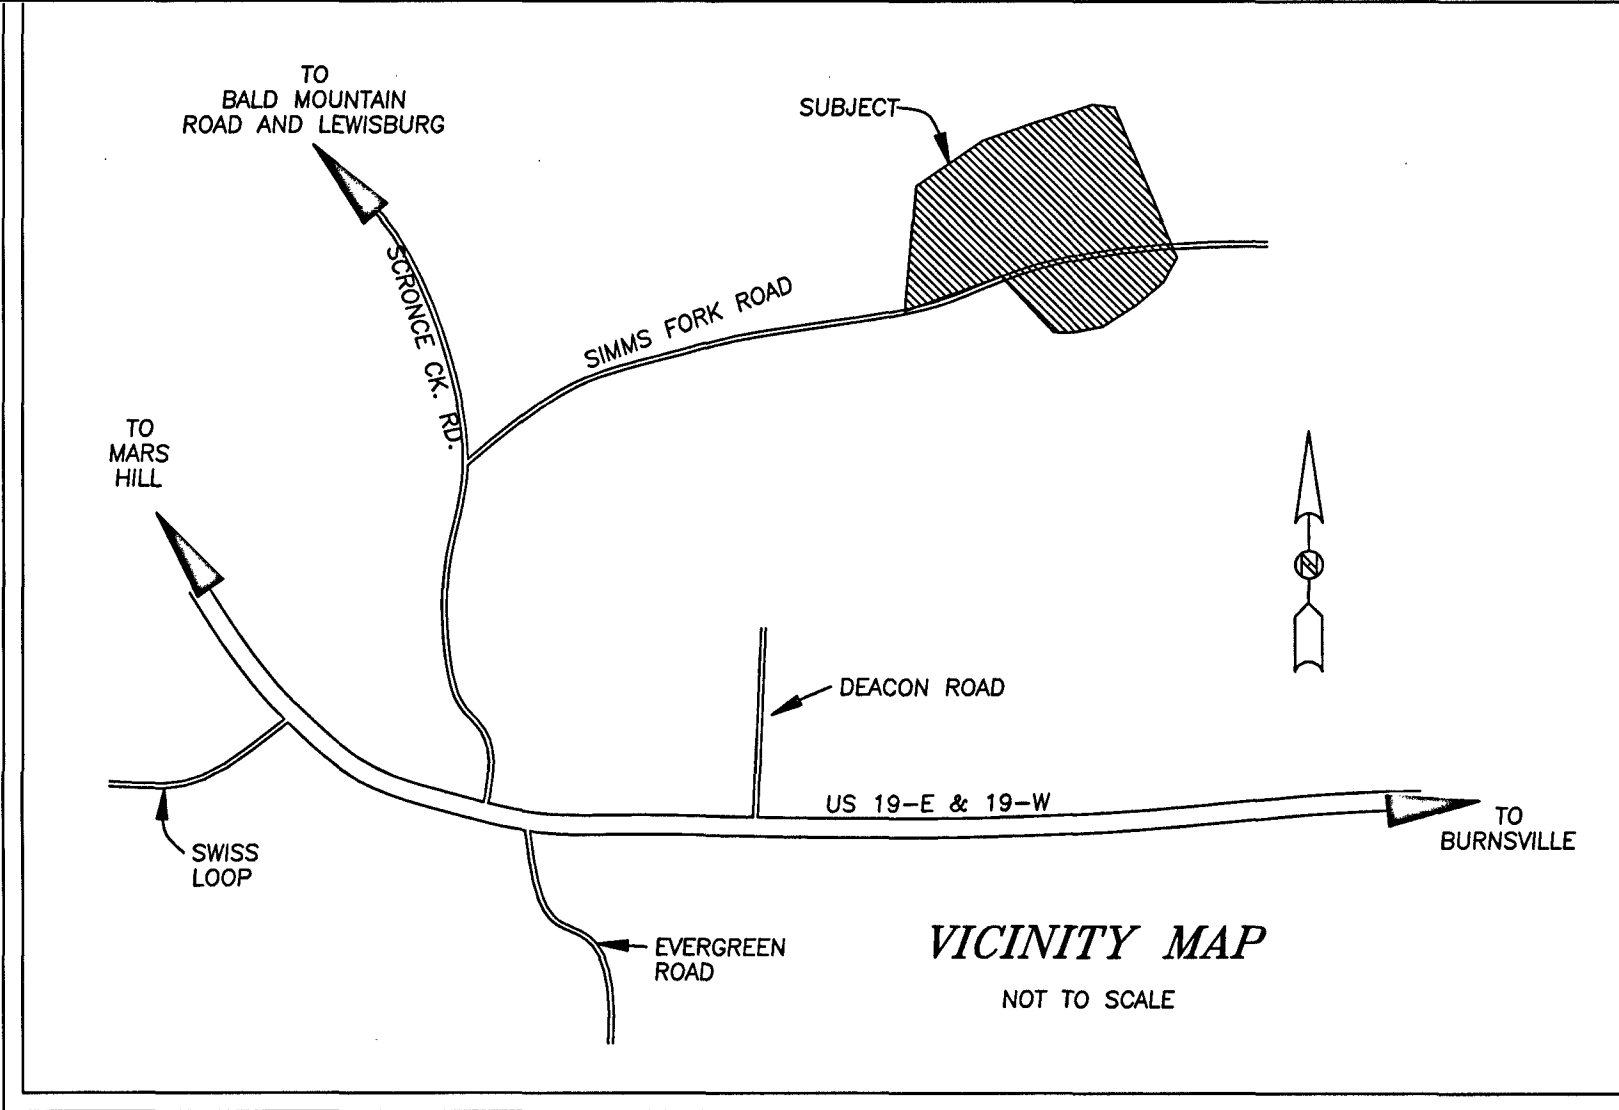 TO
BALD MOUNTAIN
ROAD AND LEWISBURG
SUBJECT
SCRONCE CK. RD.
SIMMS FORK ROAD
TO
MARS
HILL
N
DEACON ROAD
US 19-E & 19-W
TO
BURNSVILLE
SWISS
LOOP
EVERGREEN
ROAD
VICINITY MAP
NOT TO SCALE